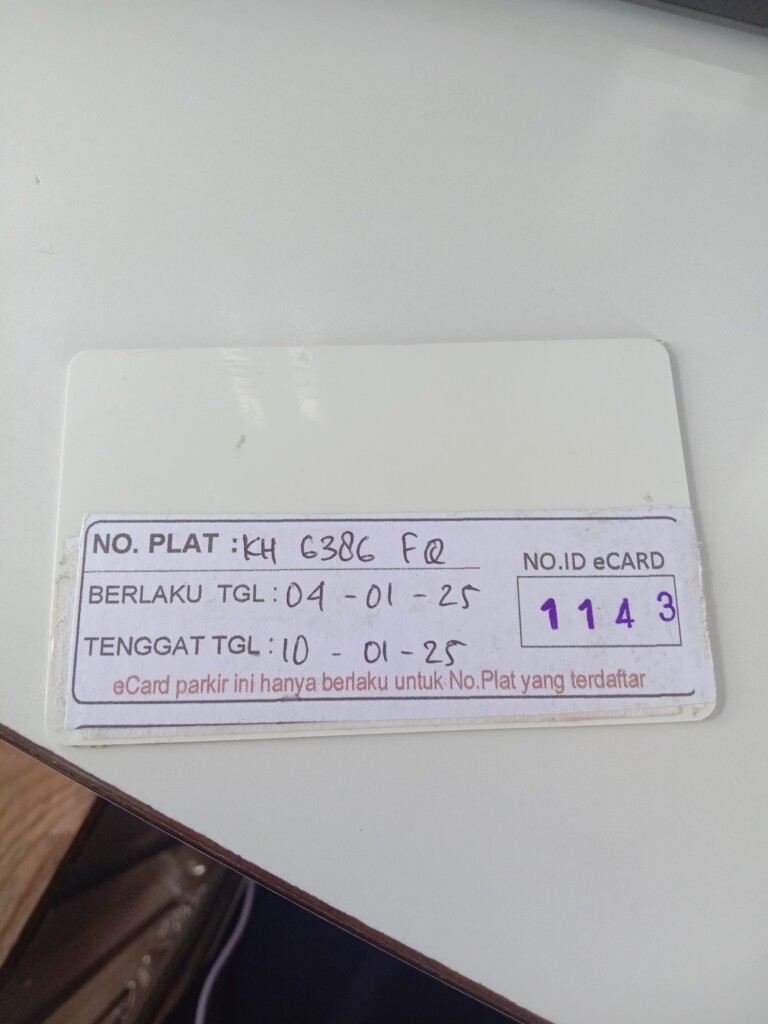 NO. PLAT : KH 6386 FQ
BERLAKU TGL : 04 - 01 - 25
TENGGAT TGL : 10 - 01 - 25
NO.ID eCARD
1143
eCard parkir ini hanya berlaku untuk No.Plat yang terdaftar